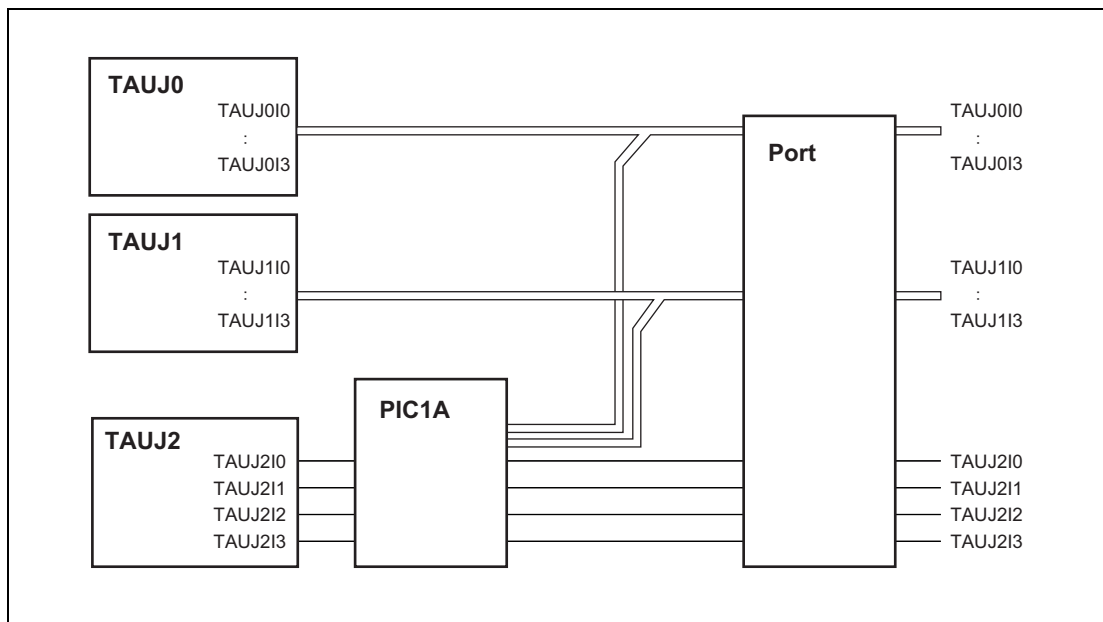 TAUJ0
TAUJ0I0
:
TAUJ0I3
TAUJ1
TAUJ1I0
:
TAUJ1I3
TAUJ2
TAUJ2I0
TAUJ2I1
TAUJ2I2
TAUJ2I3
PIC1A
Port
TAUJ0I0
:
TAUJ0I3
TAUJ1I0
:
TAUJ1I3
TAUJ2I0
TAUJ2I1
TAUJ2I2
TAUJ2I3